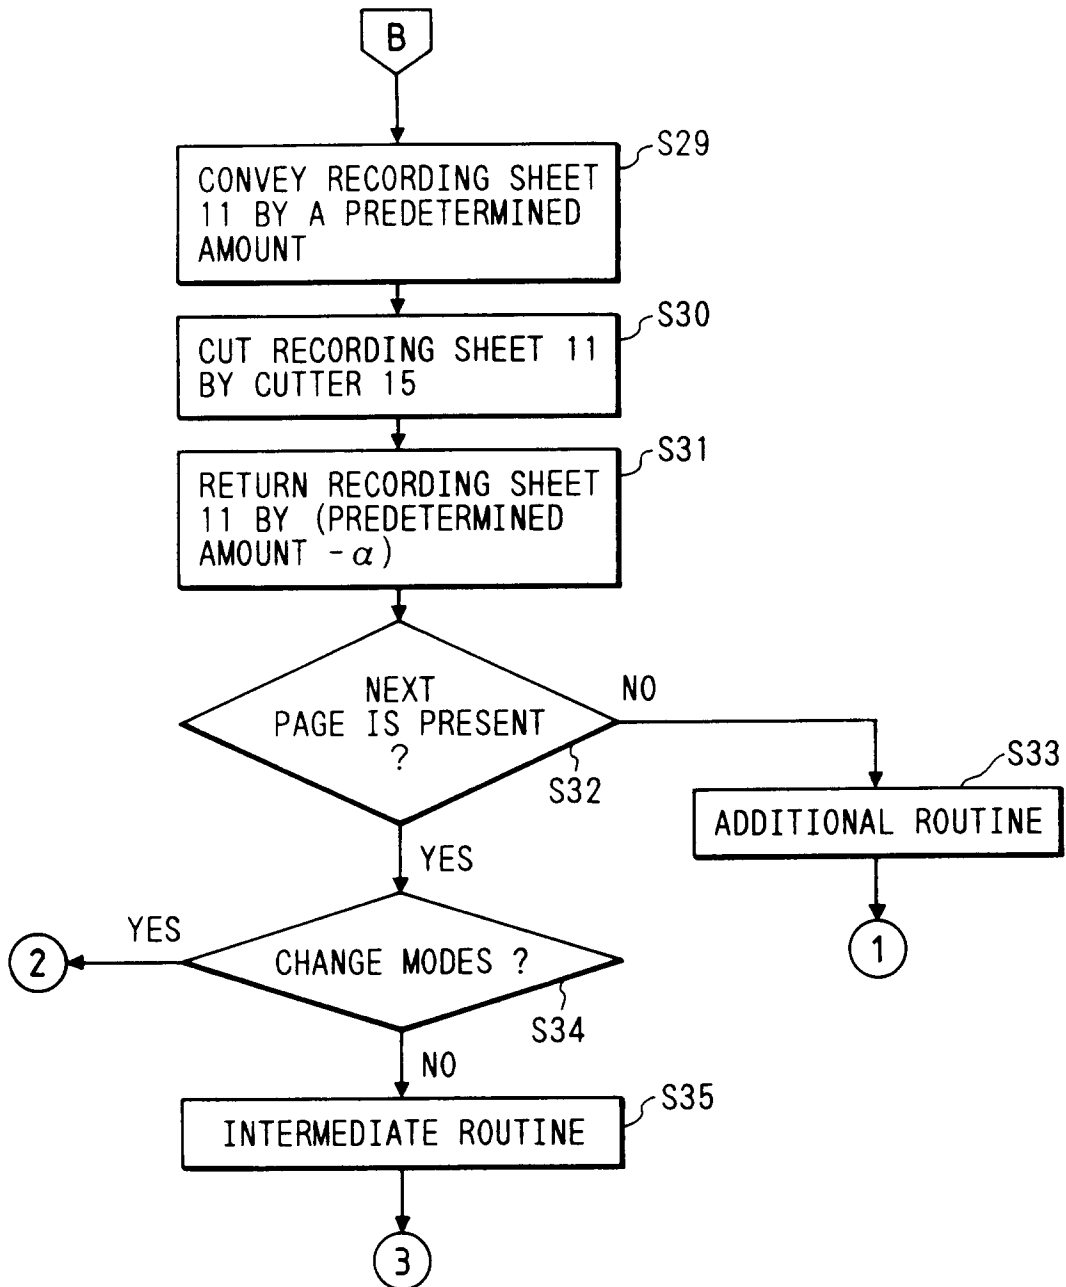 B
S29
CONVEY RECORDING SHEET
11 BY A PREDETERMINED
AMOUNT
S30
CUT RECORDING SHEET 11
BY CUTTER 15
S31
RETURN RECORDING SHEET
11 BY (PREDETERMINED
AMOUNT -α)
NEXT
PAGE IS PRESENT
?
NO
S32
S33
ADDITIONAL ROUTINE
YES
1
YES
2
CHANGE MODES ?
S34
NO
S35
INTERMEDIATE ROUTINE
3